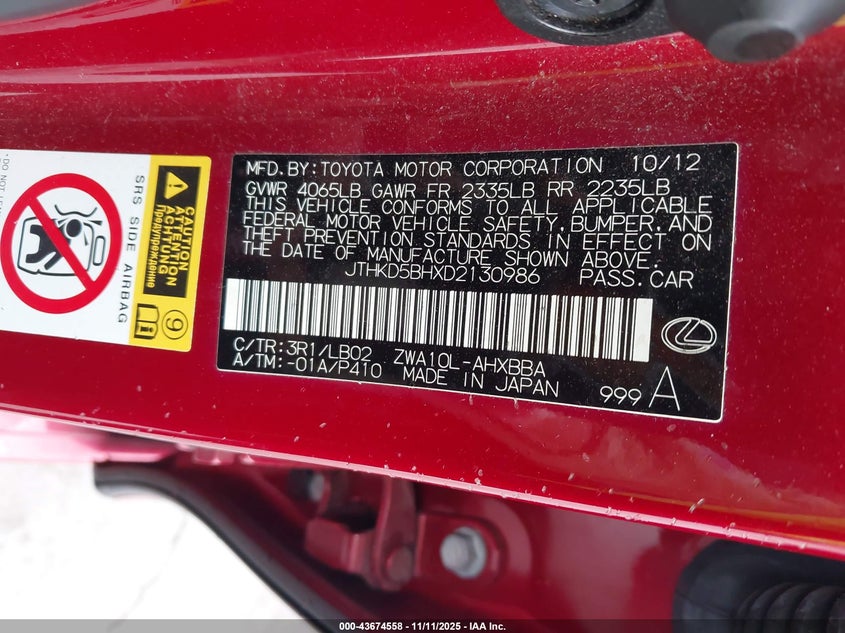 MFD.BY:TOYOTA MOTOR CORPORATION 10/12
GVWR 4065LB GAWR FR 2335LB RR 2235LB
THIS VEHICLE CONFORMS TO ALL APPLICABLE
FEDERAL MOTOR VEHICLE SAFETY,BUMPER,AND
THEFT PREVENTION STANDARDS IN EFFECT ON
THE DATE OF MANUFACTURE SHOWN ABOVE.
JTHKD5BHXD2130986 PASS.CAR
C/TR:3R1/LB02 ZWA10L-AHXBBA
A/TM:-01A/P410 MADE IN JAPAN
999 A
SRS SIDE AIRBAG
CAUTION
ACHTUNG
ATTENTION
Предупреждение
9
000-43674558 - 11/11/2025 - IAA Inc.